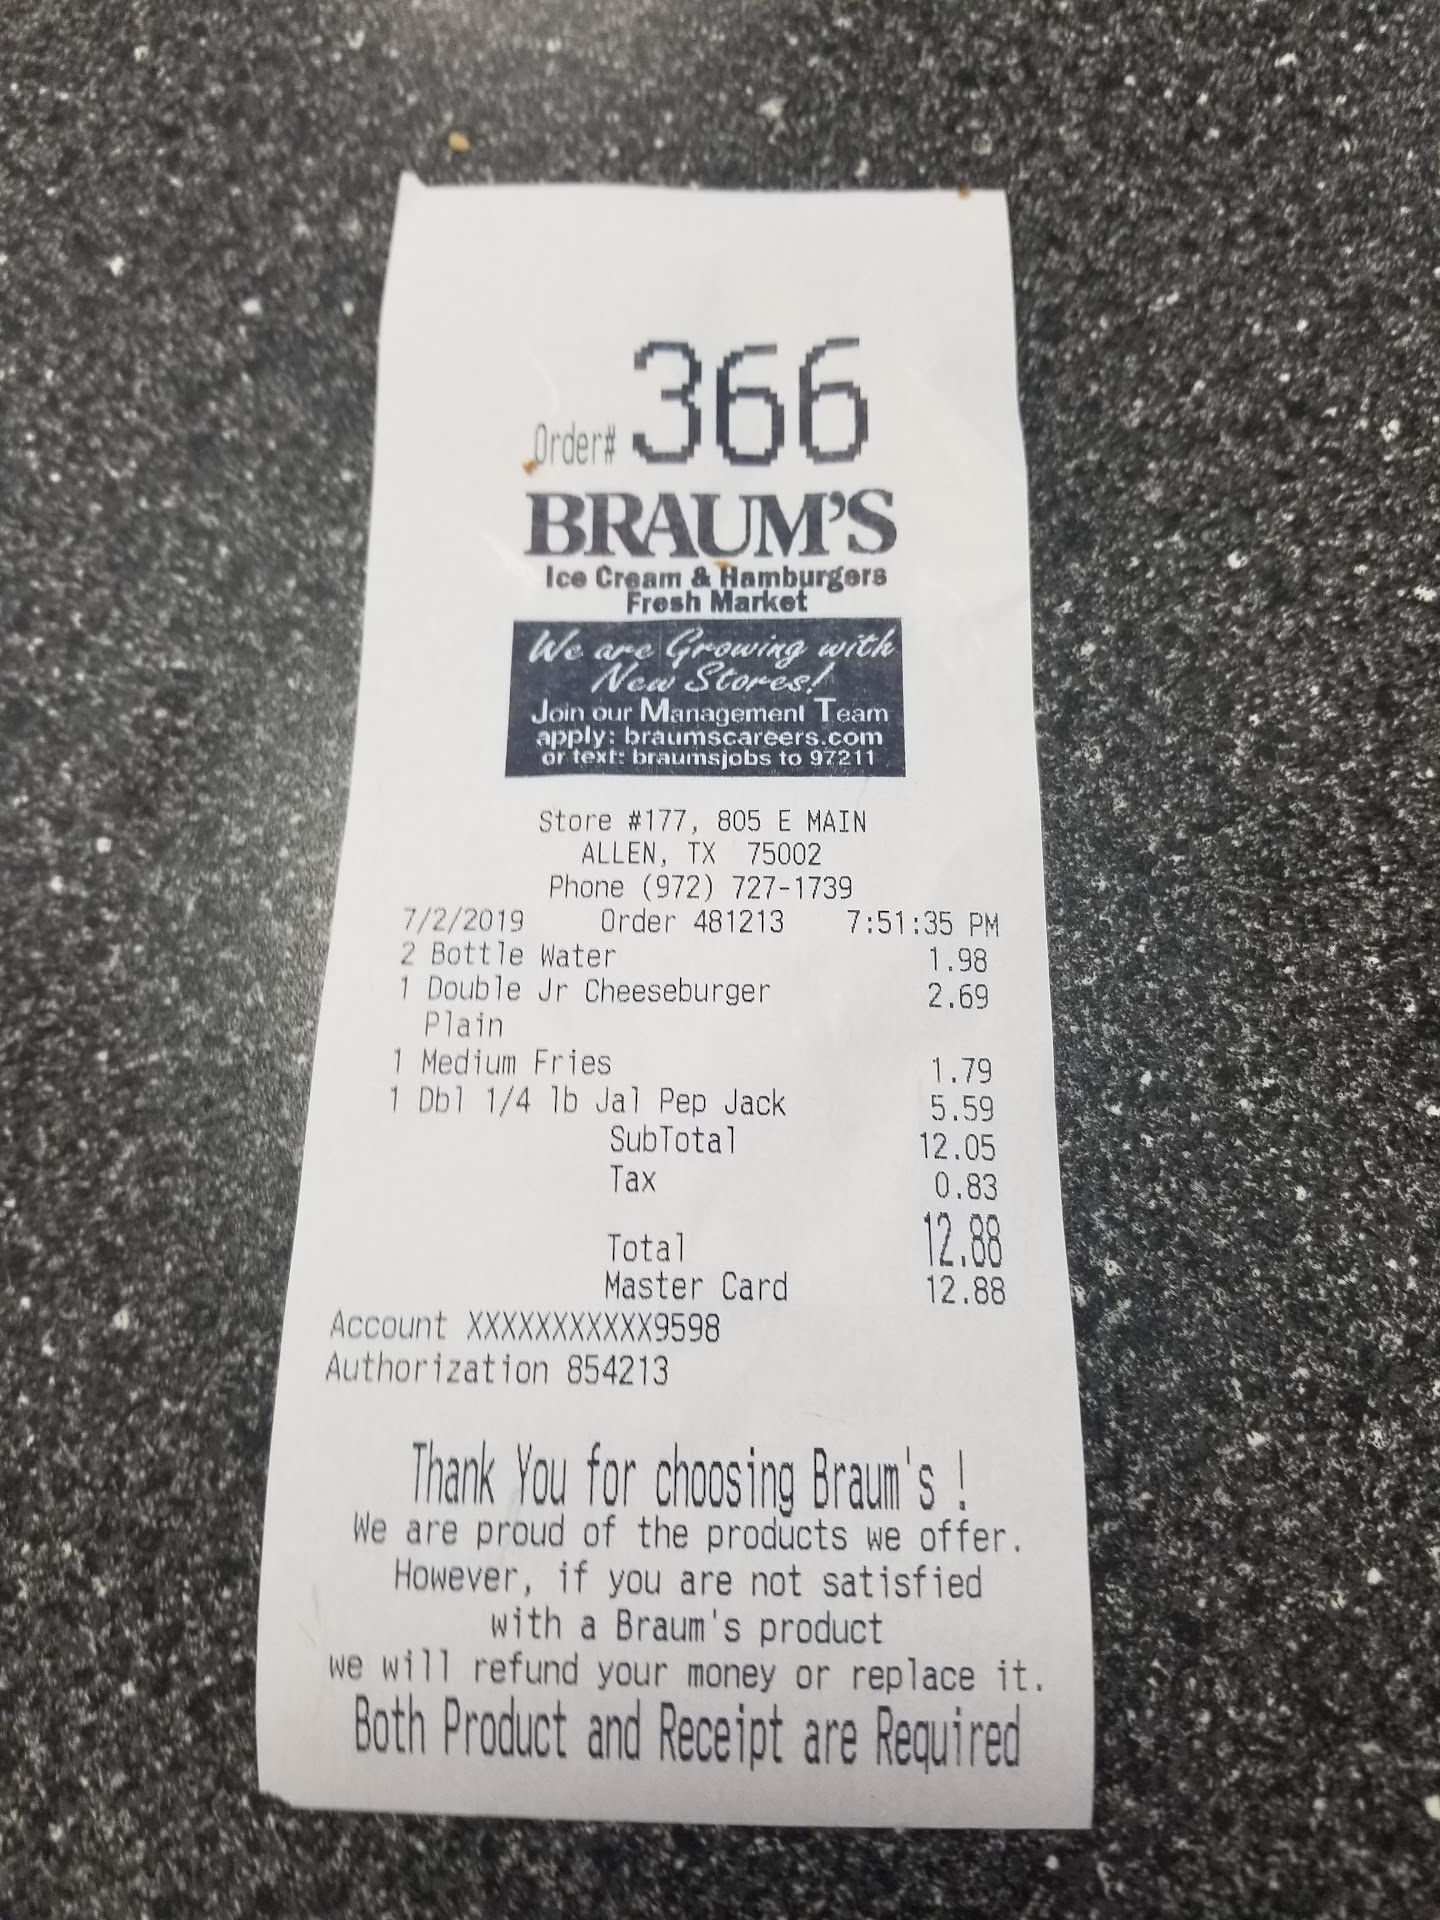 Order# 366
BRAUM'S
Ice Cream & Hamburgers
Fresh Market
We are Growing with
New Stores!
Join our Management Team
apply: braumscareers.com
or text: braumsjobs to 97211
Store #177, 805 E MAIN
ALLEN, TX 75002
Phone (972) 727-1739
7/2/2019 Order 481213 7:51:35 PM
2 Bottle Water 1.98
1 Double Jr Cheeseburger 2.69
Plain
1 Medium Fries 1.79
1 Dbl 1/4 lb Jal Pep Jack 5.59
SubTotal 12.05
Tax 0.83
Total 12.88
Master Card 12.88
Account XXXXXXXXXXX9598
Authorization 854213
Thank You for choosing Braum's !
We are proud of the products we offer.
However, if you are not satisfied
with a Braum's product
we will refund your money or replace it.
Both Product and Receipt are Required